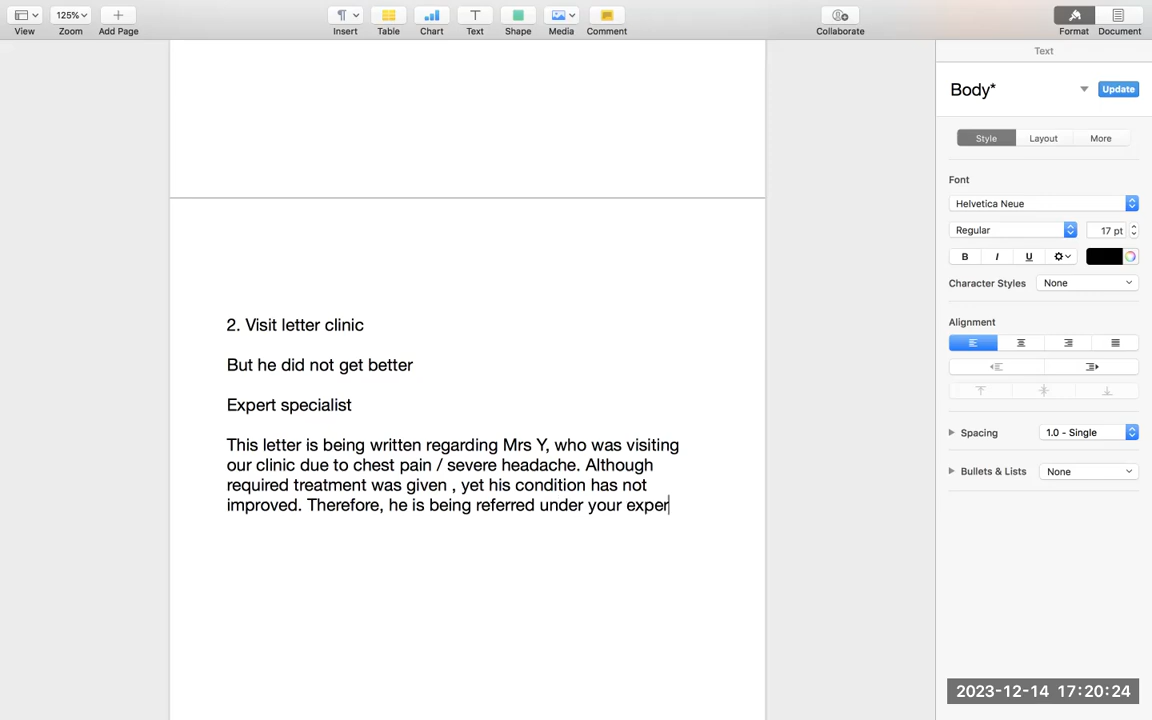 125%
View
Zoom
Add Page
Insert
Table
Chart
T
Text
Shape
Media
Comment
Collaborate
Format
Document
Text
Body*
Update
Style
Layout
More
Font
Helvetica Neue
Regular
17 pt
B I U
Character Styles
None
Alignment
Spacing
1.0 - Single
Bullets & Lists
None
2. Visit letter clinic
But he did not get better
Expert specialist
This letter is being written regarding Mrs Y, who was visiting
our clinic due to chest pain / severe headache. Although
required treatment was given , yet his condition has not
improved. Therefore, he is being referred under your exper
2023-12-14 17:20:24